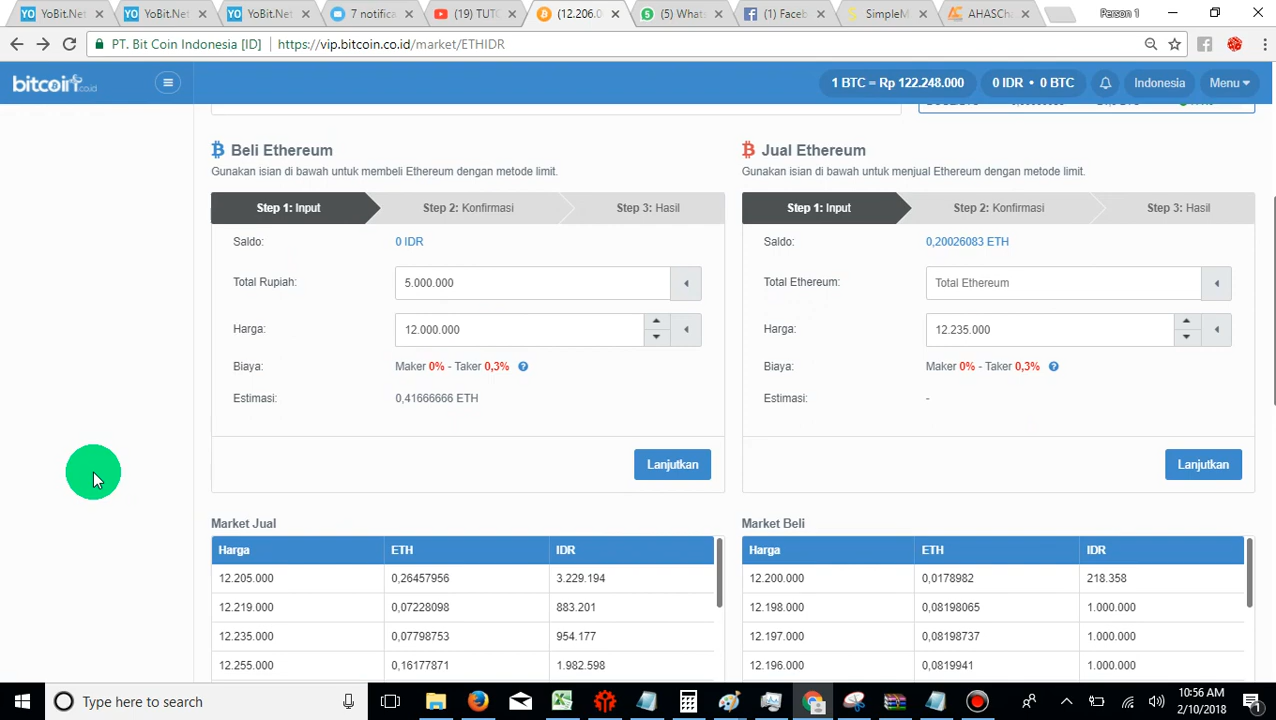 YoBit.Net
YoBit.Net
YoBit.Net
7 notifica
(19) TUTO
(12.206.0
(5) Whats
(1) Faceb
SimpleM
AHASCha
Person 1
PT. Bit Coin Indonesia [ID]
https://vip.bitcoin.co.id/market/ETHIDR
bitcoin.co.id
1 BTC = Rp 122.248.000
0 IDR • 0 BTC
Indonesia
Menu
Beli Ethereum
Gunakan isian di bawah untuk membeli Ethereum dengan metode limit.
Step 1: Input
Step 2: Konfirmasi
Step 3: Hasil
Saldo:
0 IDR
Total Rupiah:
5.000.000
Harga:
12.000.000
Biaya:
Maker 0% - Taker 0,3%
Estimasi:
0,41666666 ETH
Lanjutkan
Jual Ethereum
Gunakan isian di bawah untuk menjual Ethereum dengan metode limit.
Step 1: Input
Step 2: Konfirmasi
Step 3: Hasil
Saldo:
0,20026083 ETH
Total Ethereum:
Total Ethereum
Harga:
12.235.000
Biaya:
Maker 0% - Taker 0,3%
Estimasi:
-
Lanjutkan
Market Jual
Harga ETH IDR
12.205.000 0,26457956 3.229.194
12.219.000 0,07228098 883.201
12.235.000 0,07798753 954.177
12.255.000 0,16177871 1.982.598
Market Beli
Harga ETH IDR
12.200.000 0,0178982 218.358
12.198.000 0,08198065 1.000.000
12.197.000 0,08198737 1.000.000
12.196.000 0,0819941 1.000.000
Type here to search
10:56 AM
2/10/2018